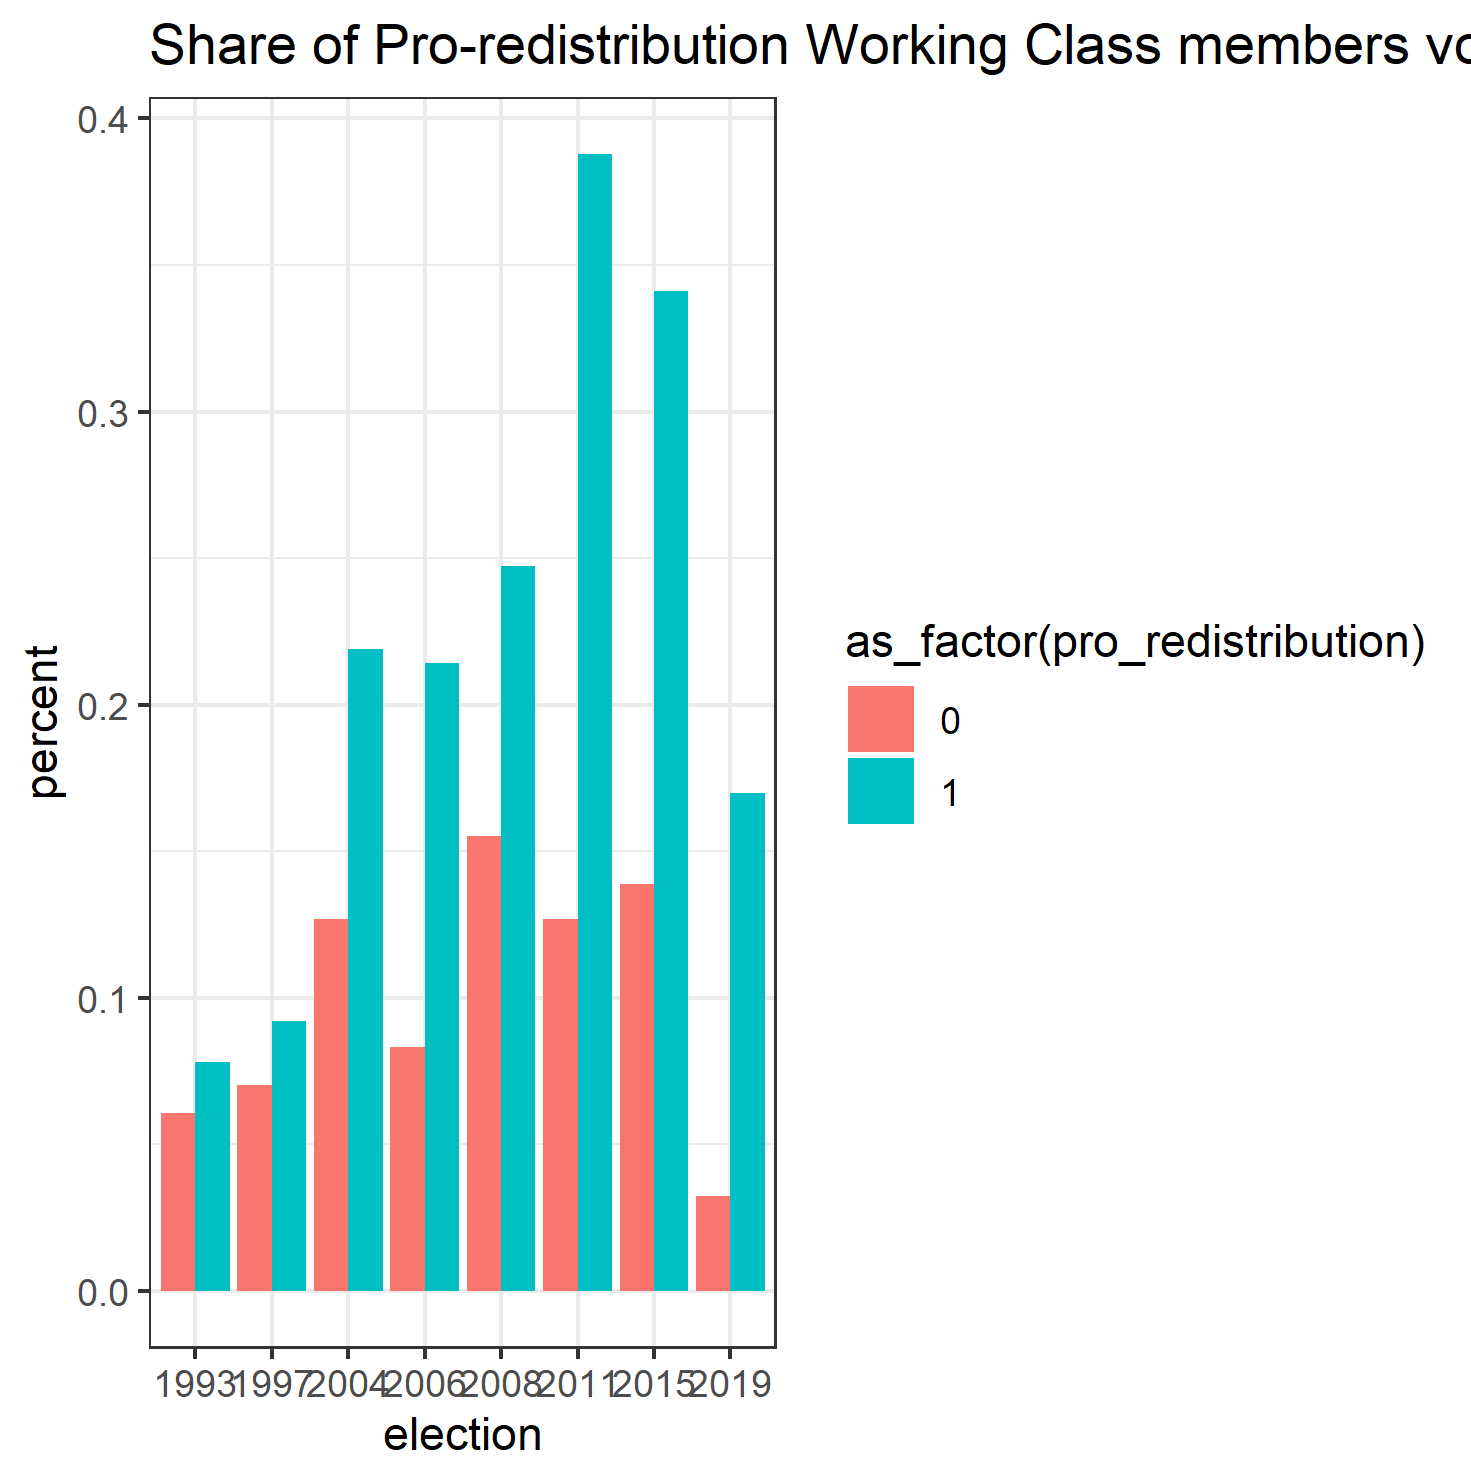 Share of Pro-redistribution Working Class members
0.4
0.3
0.2
0.1
0.0
percent
1993 1997 2004 2006 2008 2011 2015 2019
election
as_factor(pro_redistribution)
0
1